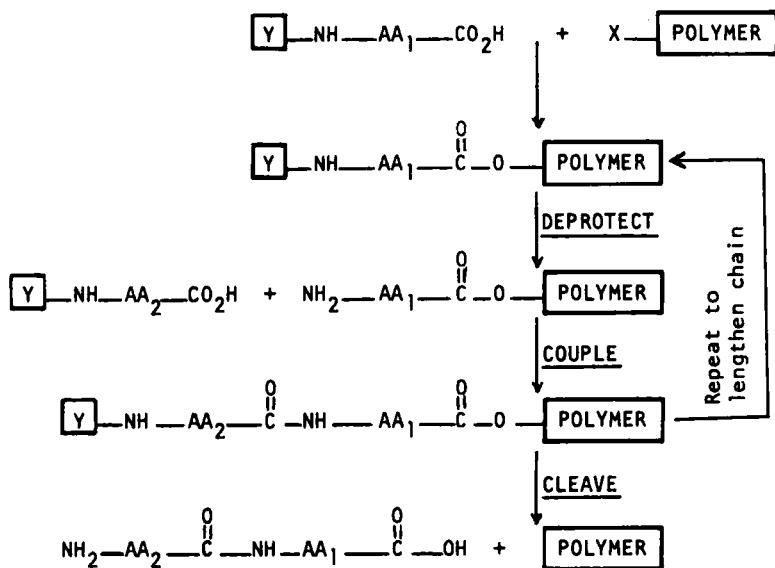 Y—NH—AA₁—CO₂H + X—POLYMER
Y—NH—AA₁—C(=O)—O—POLYMER
DEPROTECT
Y—NH—AA₂—CO₂H + NH₂—AA₁—C(=O)—O—POLYMER
COUPLE
Y—NH—AA₂—C(=O)—NH—AA₁—C(=O)—O—POLYMER
Repeat to
lengthen chain
CLEAVE
NH₂—AA₂—C(=O)—NH—AA₁—C(=O)—OH + POLYMER